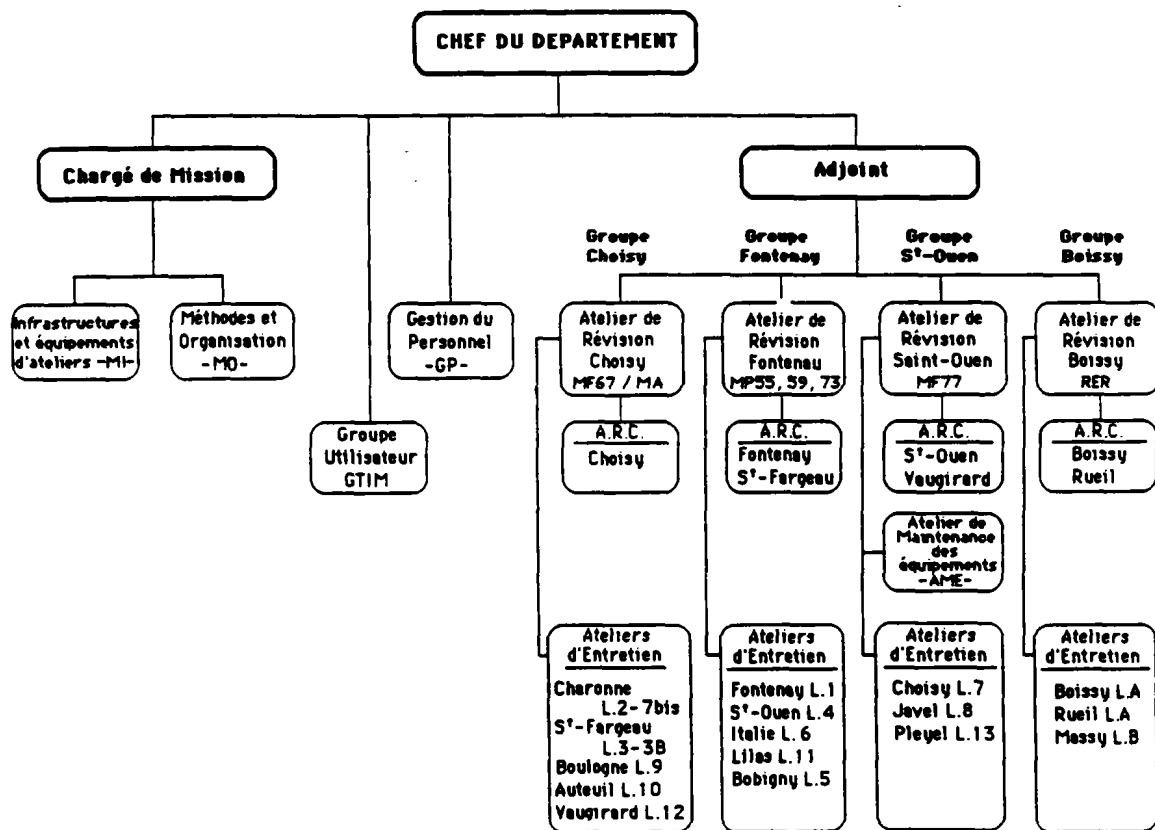 CHEF DU DEPARTEMENT
Chargé de Mission
Adjoint
Groupe
Choisy
Groupe
Fontenay
Groupe
Sᵗ-Ouen
Groupe
Boissy
Infrastructures
et équipements
d'ateliers -MI-
Méthodes et
Organisation
-MO-
Groupe
Utilisateur
GTIM
Gestion du
Personnel
-GP-
Atelier de
Révision
Choisy
MF67 / MA
Atelier de
Révision
Fontenay
MP55, 59, 73
Atelier de
Révision
Saint-Ouen
MF77
Atelier de
Révision
Boissy
RER
A.R.C.
Choisy
A.R.C.
Fontenay
Sᵗ-Fargeau
A.R.C.
Sᵗ-Ouen
Vaugirard
A.R.C.
Boissy
Rueil
Atelier de
Maintenance
des
équipements
-AME-
Ateliers
d'Entretien
Charonne
L.2-7bis
Sᵗ-Fargeau
L.3-3B
Boulogne L.9
Auteuil L.10
Vaugirard L.12
Ateliers
d'Entretien
Fontenay L.1
Sᵗ-Ouen L.4
Italie L.6
Lilas L.11
Bobigny L.5
Ateliers
d'Entretien
Choisy L.7
Javel L.8
Pleyel L.13
Ateliers
d'Entretien
Boissy L.A
Rueil L.A
Massy L.B